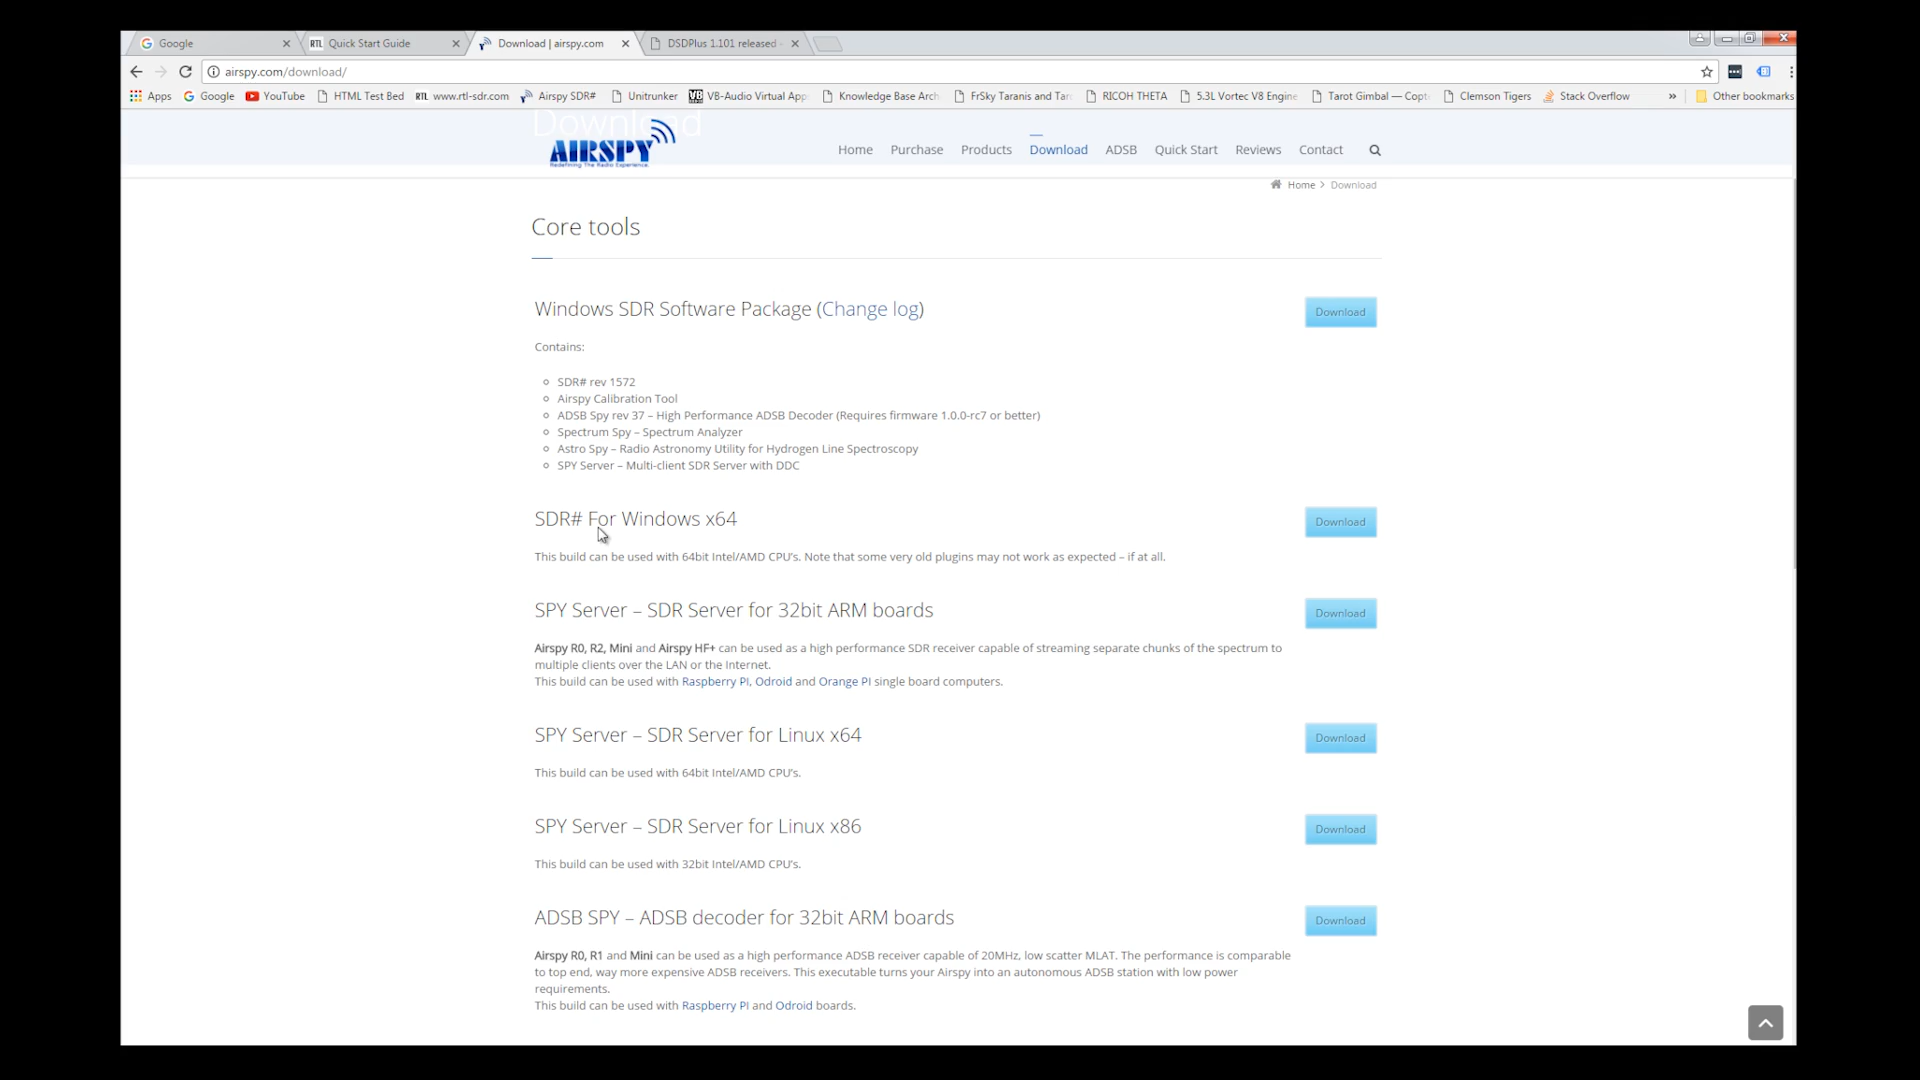 Google
RTL Quick Start Guide
Download | airspy.com
DSDPlus 1.101 released
airspy.com/download/
Apps
Google
YouTube
HTML Test Bed
RTL www.rtl-sdr.com
Airspy SDR#
Unitrunker
VB VB-Audio Virtual App
Knowledge Base Arch
FrSky Taranis and Tar
RICOH THETA
5.3L Vortec V8 Engine
Tarot Gimbal — Copt
Clemson Tigers
Stack Overflow
»
Other bookmarks
Download
AIRSPY
Redefining The Radio Experience
Home
Purchase
Products
Download
ADSB
Quick Start
Reviews
Contact
Home > Download
Core tools
Windows SDR Software Package (Change log)
Download
Contains:
SDR# rev 1572
Airspy Calibration Tool
ADSB Spy rev 37 – High Performance ADSB Decoder (Requires firmware 1.0.0-rc7 or better)
Spectrum Spy – Spectrum Analyzer
Astro Spy – Radio Astronomy Utility for Hydrogen Line Spectroscopy
SPY Server – Multi-client SDR Server with DDC
SDR# For Windows x64
Download
This build can be used with 64bit Intel/AMD CPU's. Note that some very old plugins may not work as expected – if at all.
SPY Server – SDR Server for 32bit ARM boards
Download
Airspy R0, R2, Mini and Airspy HF+ can be used as a high performance SDR receiver capable of streaming separate chunks of the spectrum to
multiple clients over the LAN or the Internet.
This build can be used with Raspberry PI, Odroid and Orange PI single board computers.
SPY Server – SDR Server for Linux x64
Download
This build can be used with 64bit Intel/AMD CPU's.
SPY Server – SDR Server for Linux x86
Download
This build can be used with 32bit Intel/AMD CPU's.
ADSB SPY – ADSB decoder for 32bit ARM boards
Download
Airspy R0, R1 and Mini can be used as a high performance ADSB receiver capable of 20MHz, low scatter MLAT. The performance is comparable
to top end, way more expensive ADSB receivers. This executable turns your Airspy into an autonomous ADSB station with low power
requirements.
This build can be used with Raspberry PI and Odroid boards.